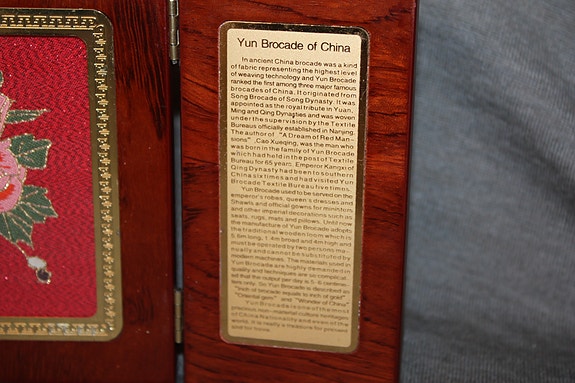 Yun Brocade of China
In ancient China brocade was a kind
of fabric representing the highest level
of weaving technology and Yun Brocade
ranked the first among three major famous
brocades of China. It originated from
Song Brocade of Song Dynasty. It was
appointed as the royal tribute in Yuan,
Ming and Qing Dynasties and was woven
under the supervision by the Textile
Bureaus officially established in Nanjing.
The author of "A Dream of Red Man-
sions", Cao Xueqing, was the man who
was born in the family of Yun Brocade
which had held in the post of Textile
Bureau for 65 years. Emperor Kangxi of
Qing Dynasty had been to southern
China six times and had visited Yun
Brocade Textile Bureau five times.
Yun Brocade used to be served on the
emperor's robes, queen's dresses and
Shawls and official gowns for ministers
and other imperial decorations such as
seats, rugs, mats and pillows. Until now
the manufacture of Yun Brocade adopts
the traditional wooden loom which is
5.6m long, 1.4m broad and 4m high and
must be operated by two persons ma-
nually and cannot be substituted by
modern machines. The materials used in
Yun Brocade are highly demanded in
quality and techniques are so complicat-
ed that the output per day is 5-6 centime-
ters only. So Yun Brocade is described as
"Inch of brocade equals to inch of gold"
"Oriental gem" and "Wonder of China"
Yun Brocade is one of the most
precious non-material culture heritages
of China Nationality and even of the
world. It is really a treasure for present
and for love.